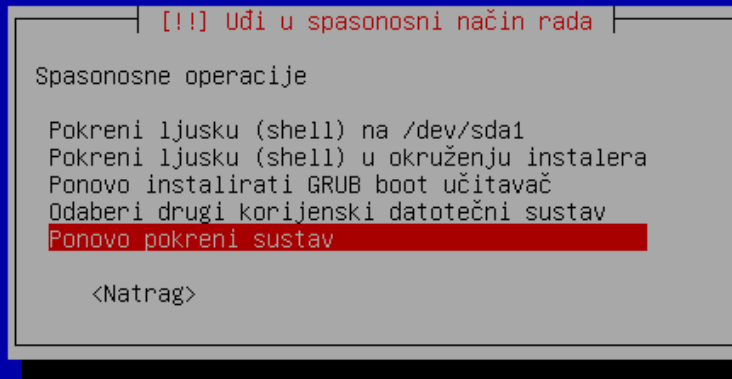 [!!] Uđi u spasonosni način rada
Spasonosne operacije
Pokreni ljusku (shell) na /dev/sda1
Pokreni ljusku (shell) u okruženju instalera
Ponovo instalirati GRUB boot učitavač
Odaberi drugi korijenski datotečni sustav
Ponovo pokreni sustav
<Natrag>